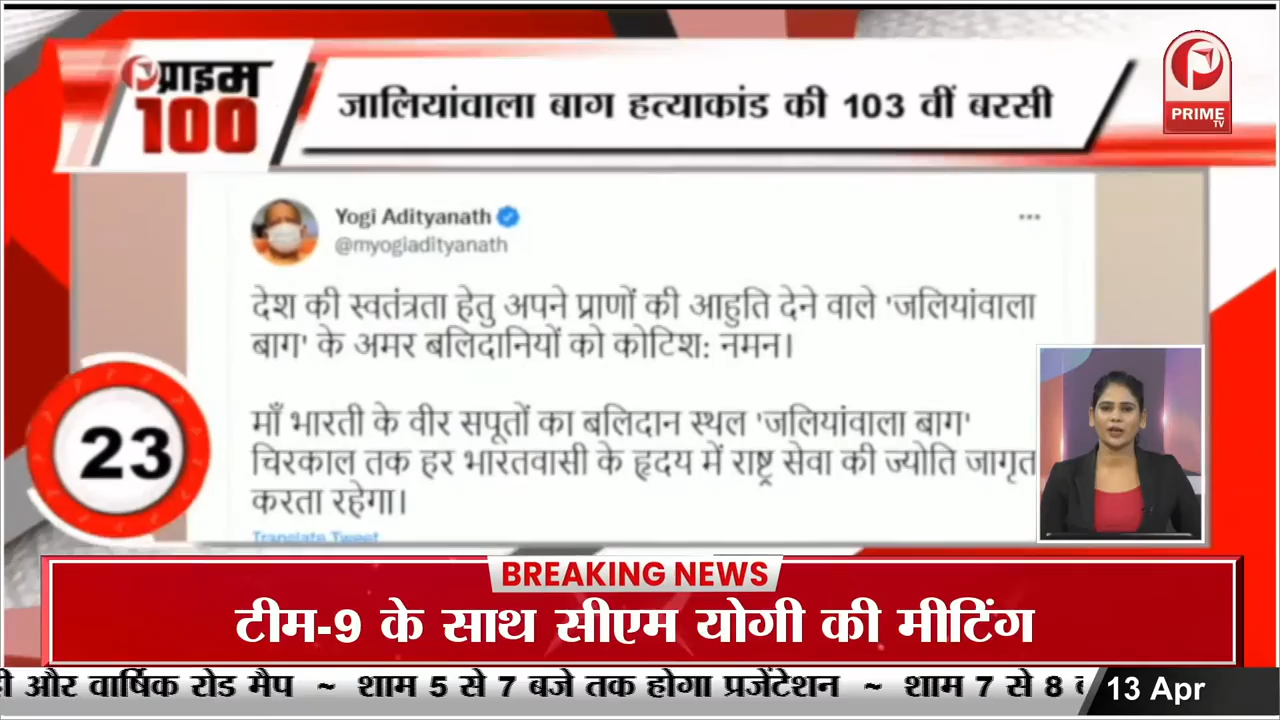 प्राइम
100
जालियांवाला बाग हत्याकांड की 103 वीं बरसी
PRIME
TV
Yogi Adityanath
@myogiadityanath
देश की स्वतंत्रता हेतु अपने प्राणों की आहुति देने वाले 'जलियांवाला
बाग' के अमर बलिदानियों को कोटिश: नमन।
माँ भारती के वीर सपूतों का बलिदान स्थल 'जलियांवाला बाग'
चिरकाल तक हर भारतवासी के हृदय में राष्ट्र सेवा की ज्योति जागृत
करता रहेगा।
Translate Tweet
23
BREAKING NEWS
टीम-9 के साथ सीएम योगी की मीटिंग
और वार्षिक रोड मैप ~ शाम 5 से 7 बजे तक होगा प्रजेंटेशन ~ शाम 7 से 8
13 Apr